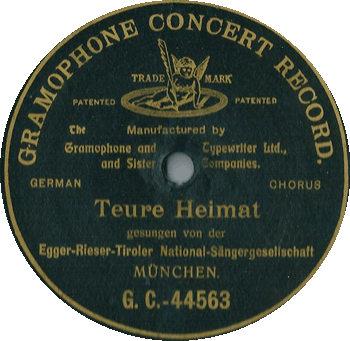 GRAMOPHONE CONCERT RECORD.
TRADE MARK
PATENTED PATENTED
The Manufactured by
Gramophone and Typewriter Ltd.,
and Sister Companies.
GERMAN CHORUS
Teure Heimat
gesungen von der
Egger-Rieser-Tiroler National-Sängergesellschaft
MÜNCHEN.
G. C.-44563